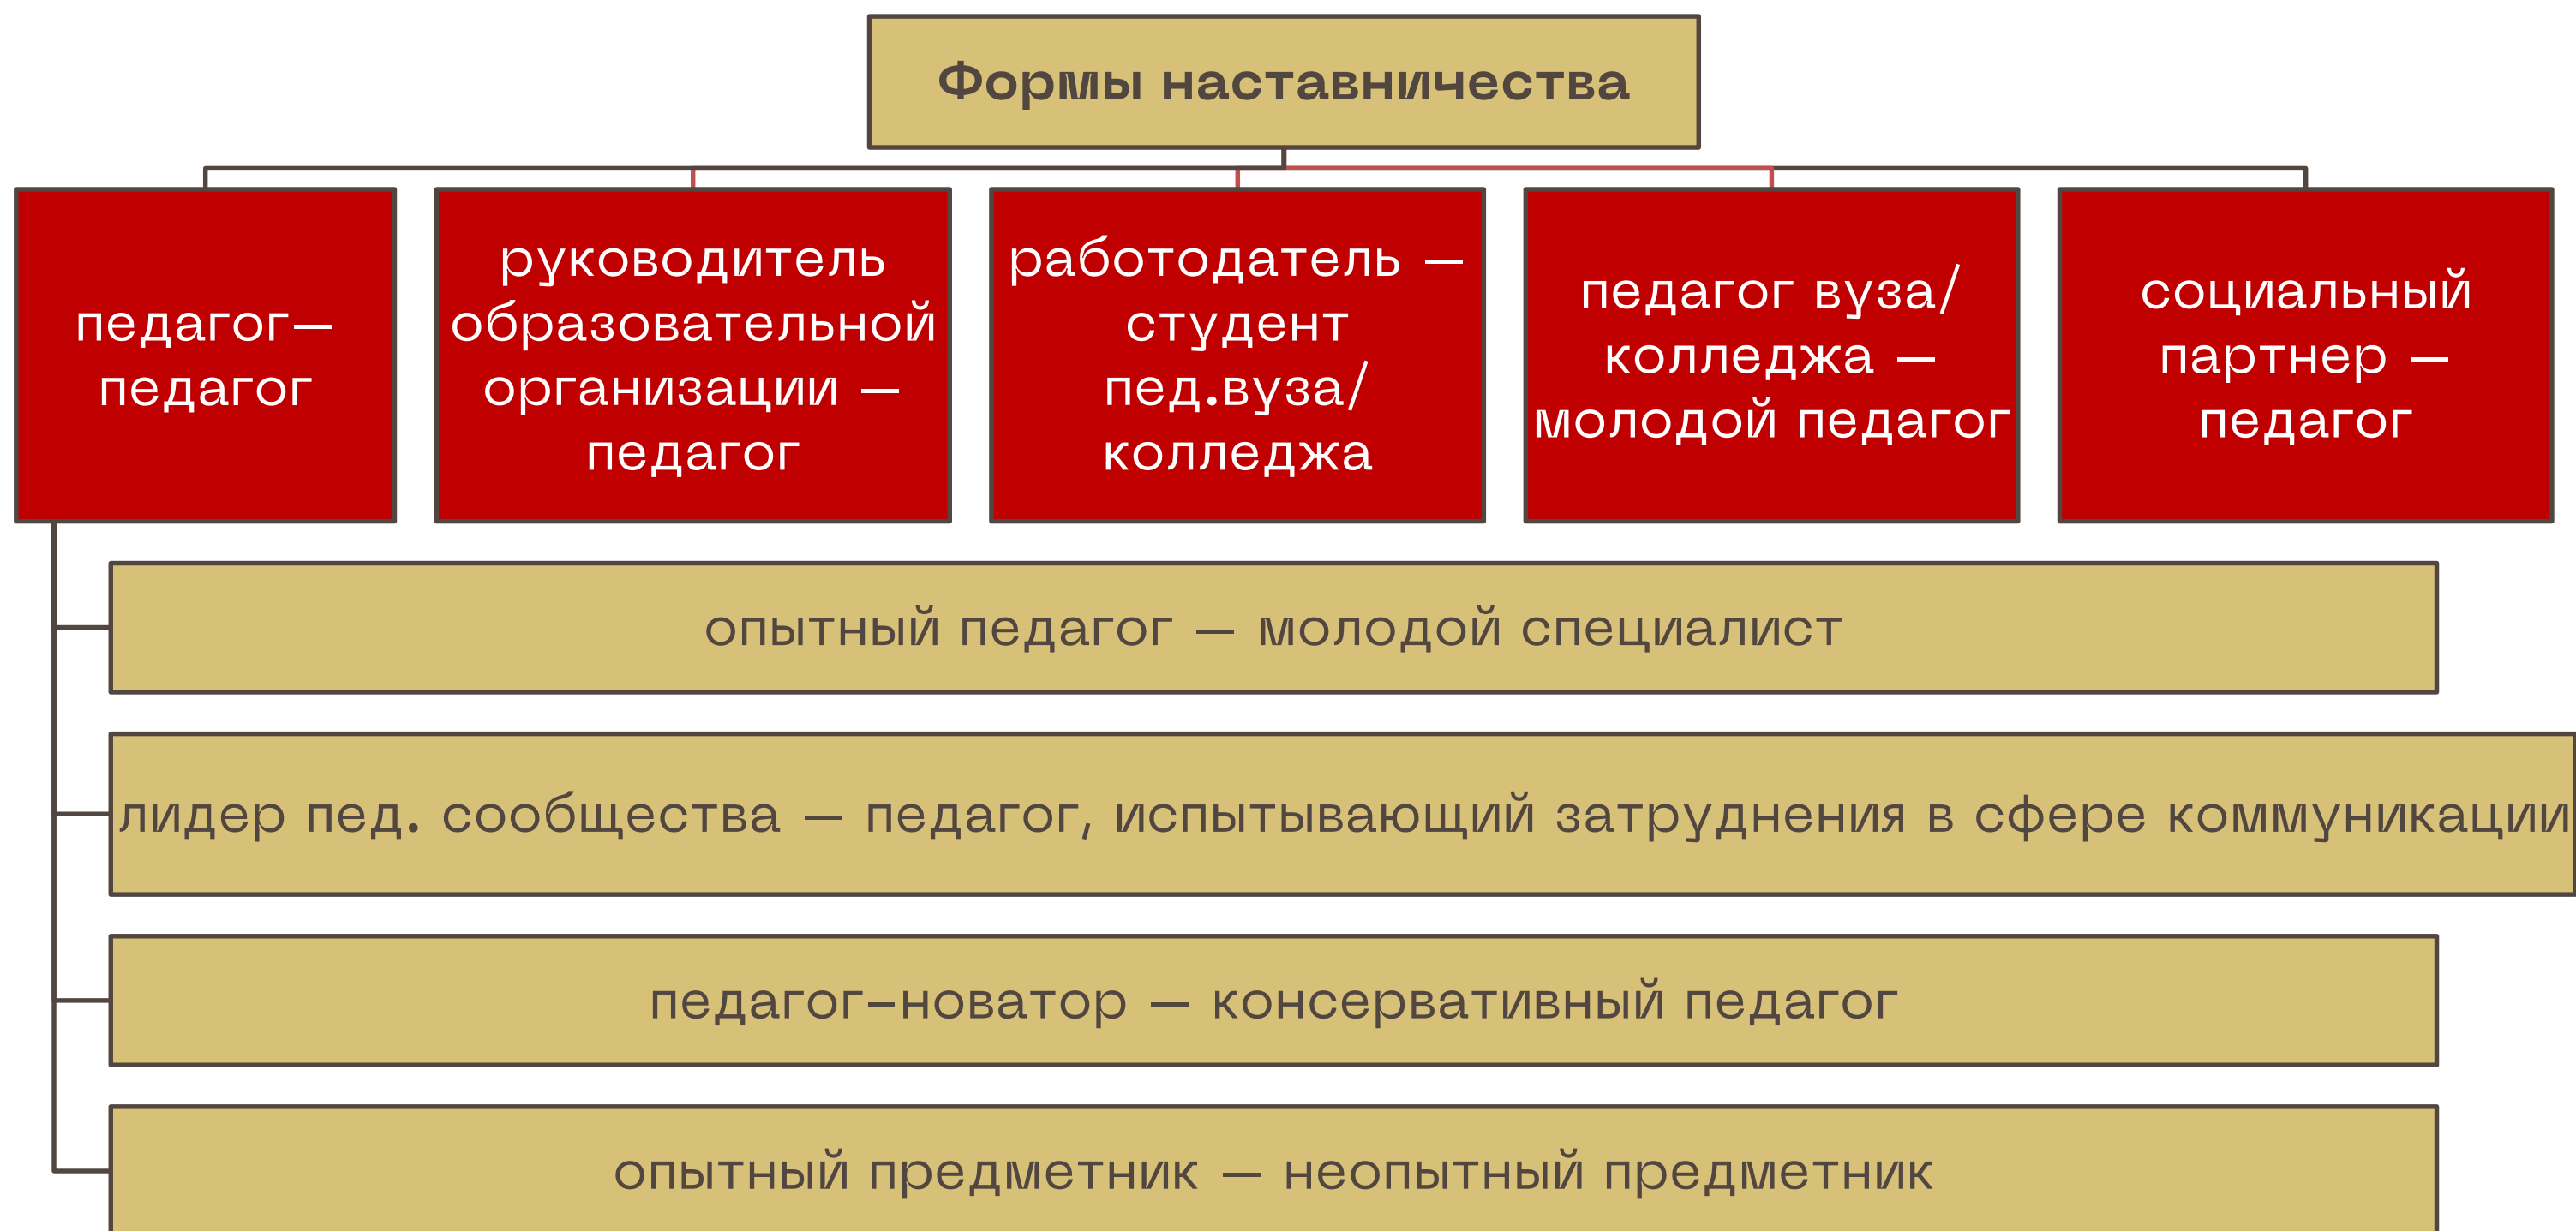 Формы наставничества
педагог–
педагог
руководитель
образовательной
организации –
педагог
работодатель –
студент
пед.вуза/
колледжа
педагог вуза/
колледжа –
молодой педагог
социальный
партнер –
педагог
опытный педагог – молодой специалист
лидер пед. сообщества – педагог, испытывающий затруднения в сфере коммуникации
педагог-новатор – консервативный педагог
опытный предметник – неопытный предметник